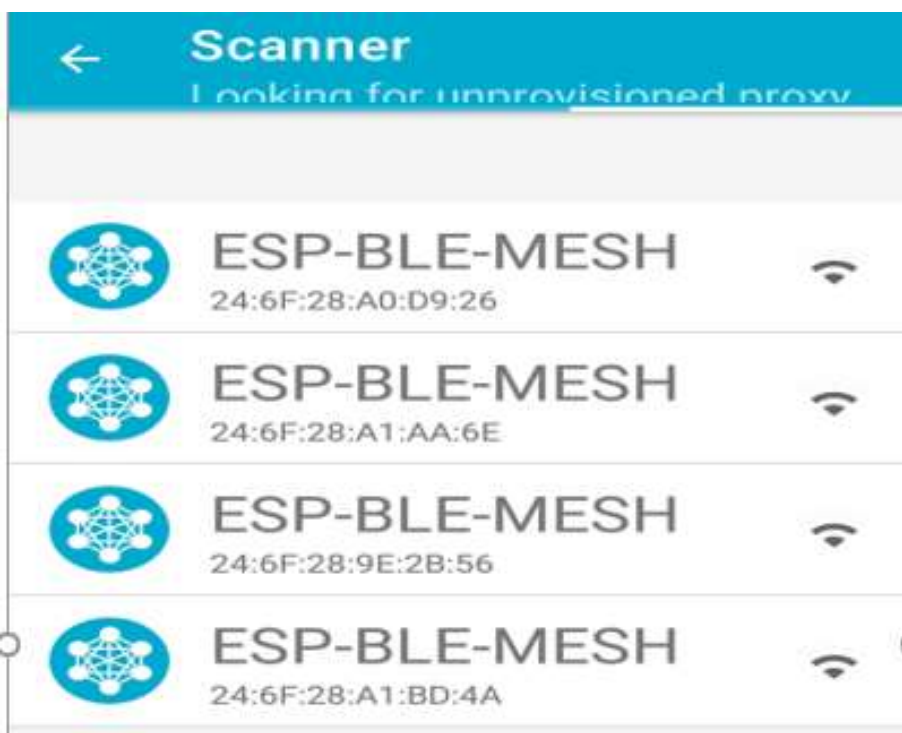 Scanner
Looking for unprovisioned proxy
ESP-BLE-MESH
24:6F:28:A0:D9:26
ESP-BLE-MESH
24:6F:28:A1:AA:6E
ESP-BLE-MESH
24:6F:28:9E:2B:56
ESP-BLE-MESH
24:6F:28:A1:BD:4A